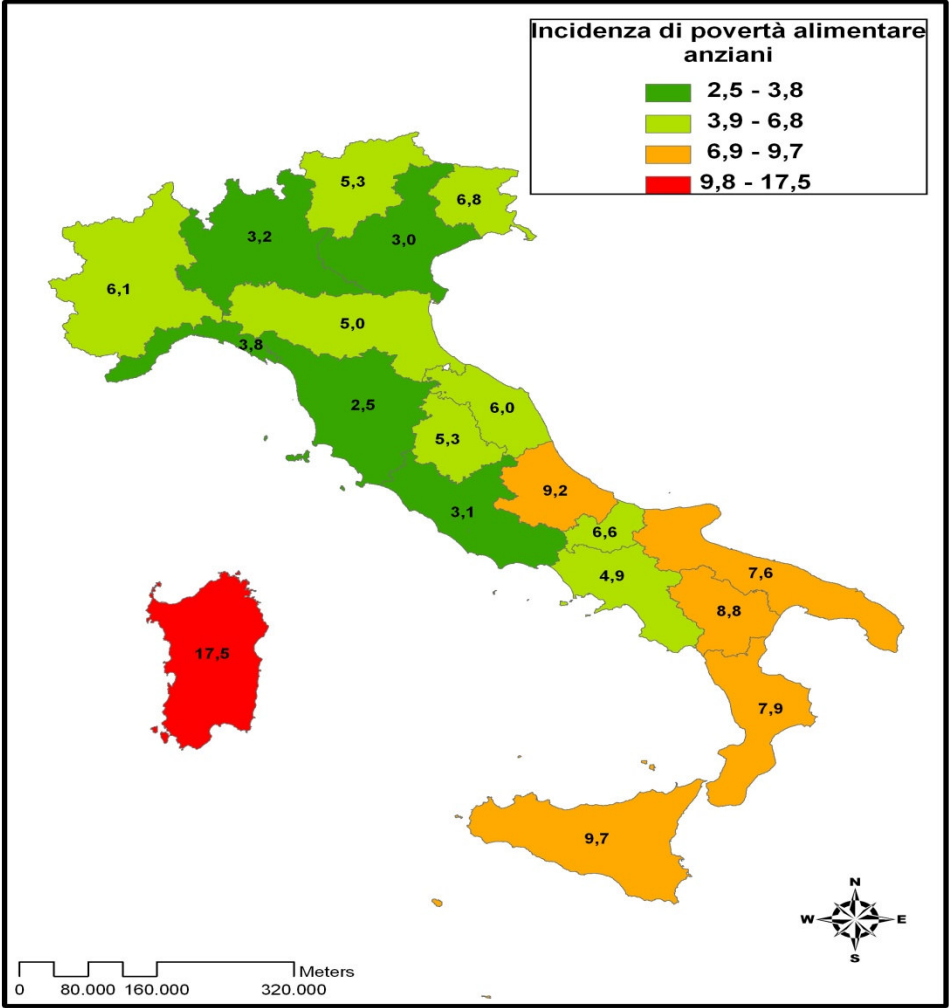 Incidenza di povertà alimentare
anziani
2,5 - 3,8
3,9 - 6,8
6,9 - 9,7
9,8 - 17,5
5,3
6,8
3,2
3,0
6,1
5,0
3,8
2,5
6,0
5,3
9,2
3,1
6,6
4,9
7,6
8,8
17,5
7,9
9,7
N
W E
S
Meters
0 80.000 160.000 320.000